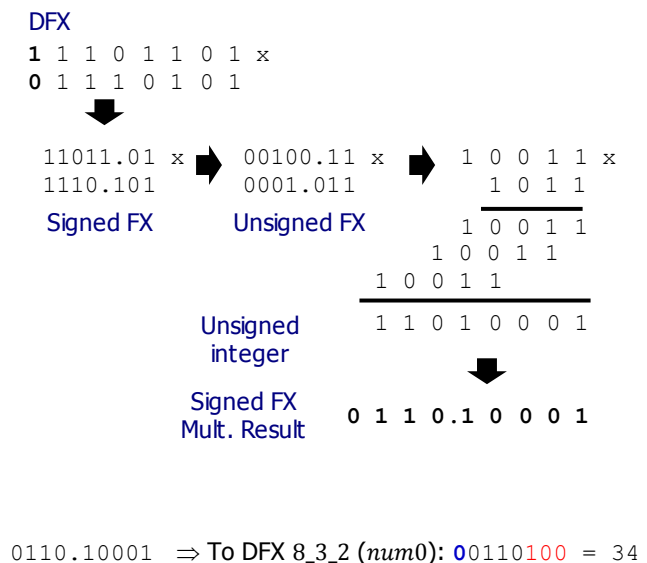 DFX
1 1 1 0 1 1 0 1 x
0 1 1 1 0 1 0 1
11011.01 x 00100.11 x 1 0 0 1 1 x
1110.101 0001.011 1 0 1 1
Signed FX Unsigned FX 1 0 0 1 1
1 0 0 1 1
1 0 0 1 1
Unsigned integer 1 1 0 1 0 0 0 1
Signed FX Mult. Result 0 1 1 0.1 0 0 0 1
0110.10001 ⇒ To DFX 8_3_2 (num0): 00110100 = 34